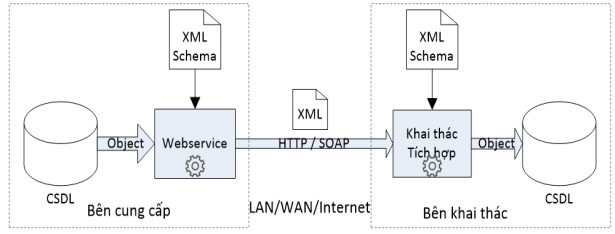 XML
Schema
XML
Schema
XML
Object
Webservice
HTTP / SOAP
Khai thác
Tích hợp
Object
CSDL
CSDL
Bên cung cấp
LAN/WAN/Internet
Bên khai thác